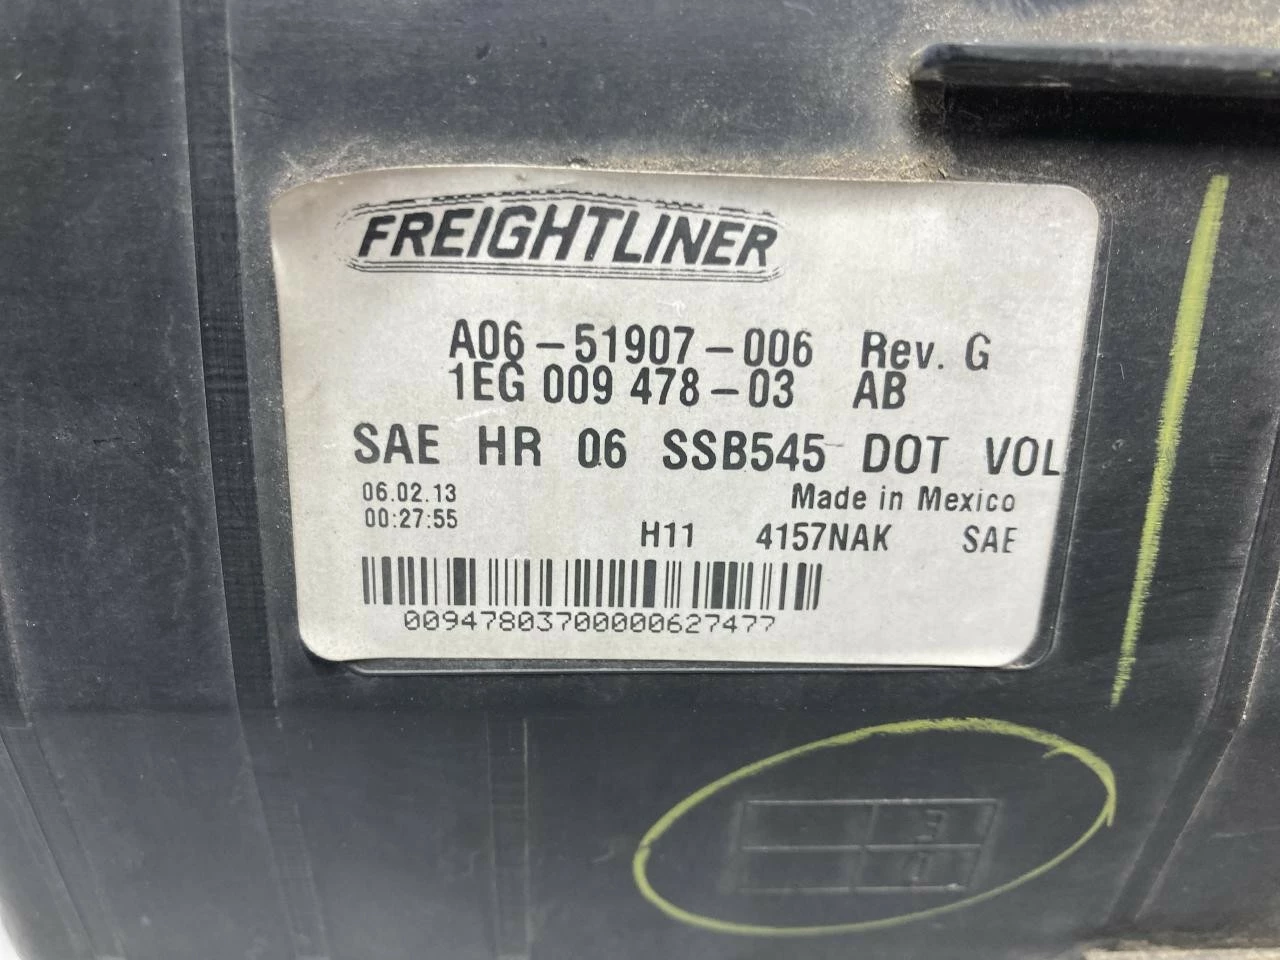 FREIGHTLINER
A06-51907-006 Rev. G
1EG 009 478-03 AB
SAE HR 06 SSB545 DOT VOL
06.02.13 Made in Mexico
00:27:55 H11 4157NAK SAE
00947803700000627477